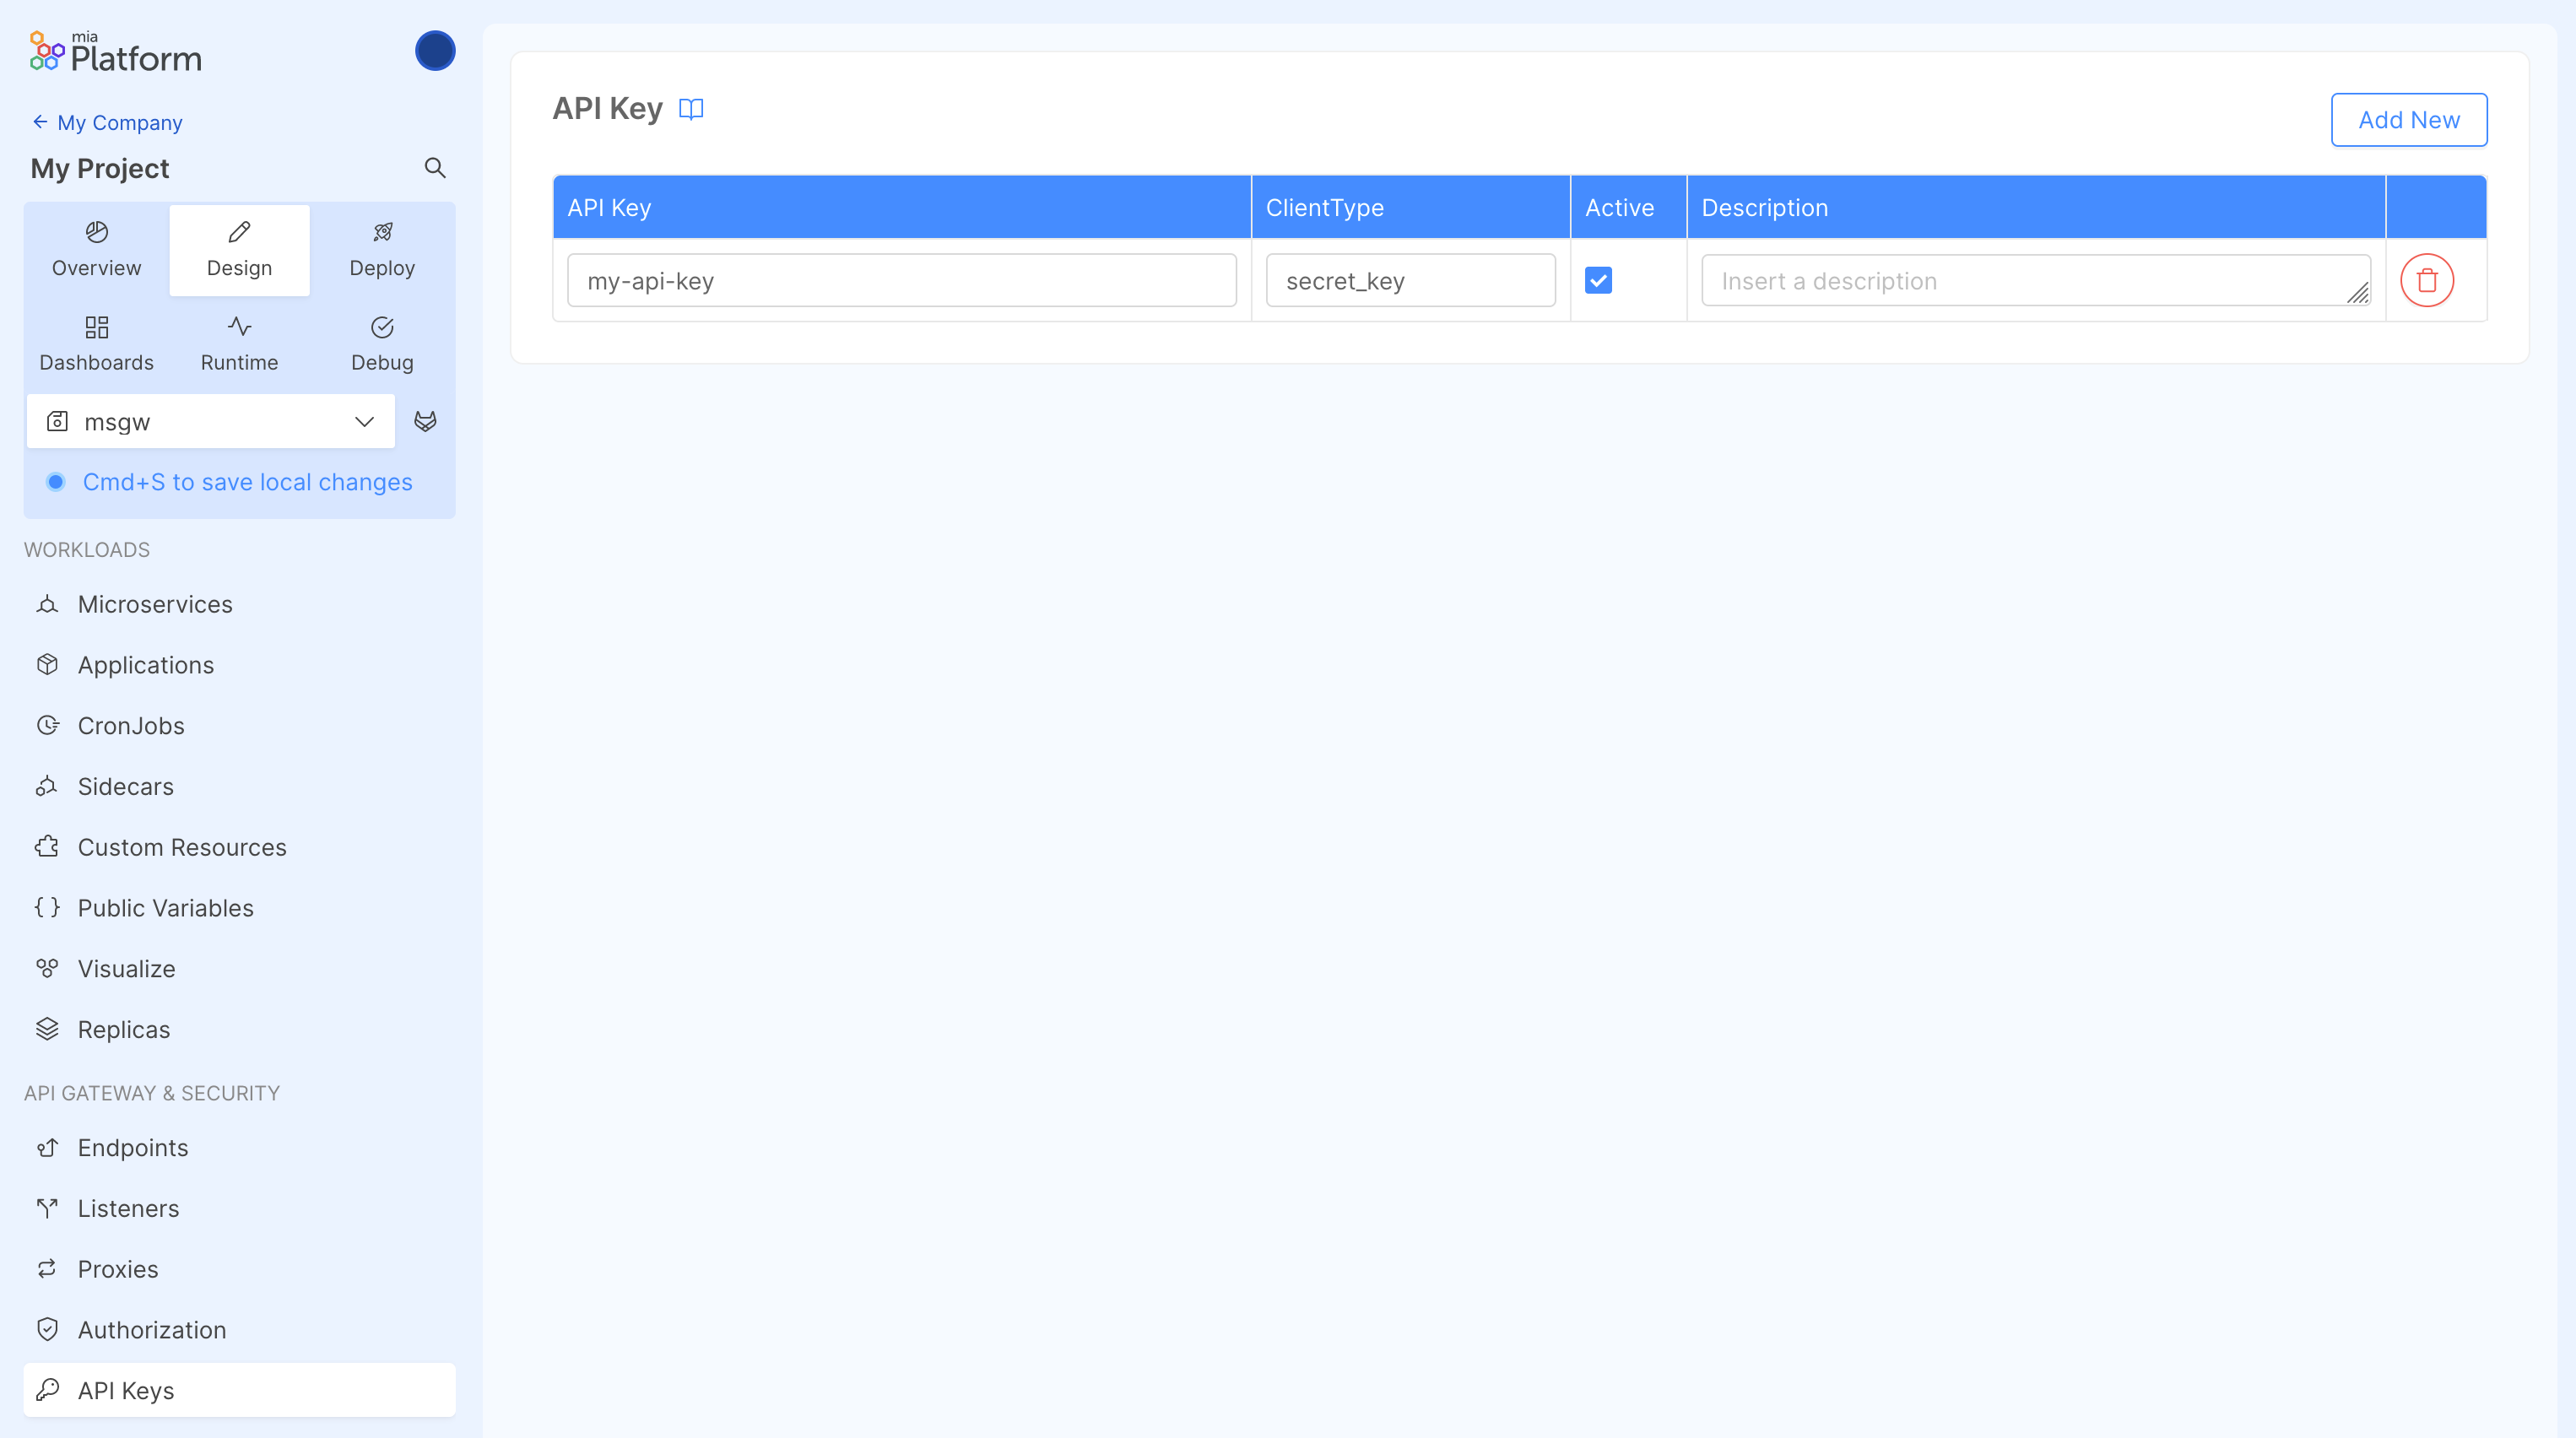 mia
Platform
My Company
My Project
Overview
Design
Deploy
Dashboards
Runtime
Debug
msgw
Cmd+S to save local changes
WORKLOADS
Microservices
Applications
CronJobs
Sidecars
Custom Resources
Public Variables
Visualize
Replicas
API GATEWAY & SECURITY
Endpoints
Listeners
Proxies
Authorization
API Keys
API Key
Add New
API Key ClientType Active Description
my-api-key secret_key Insert a description